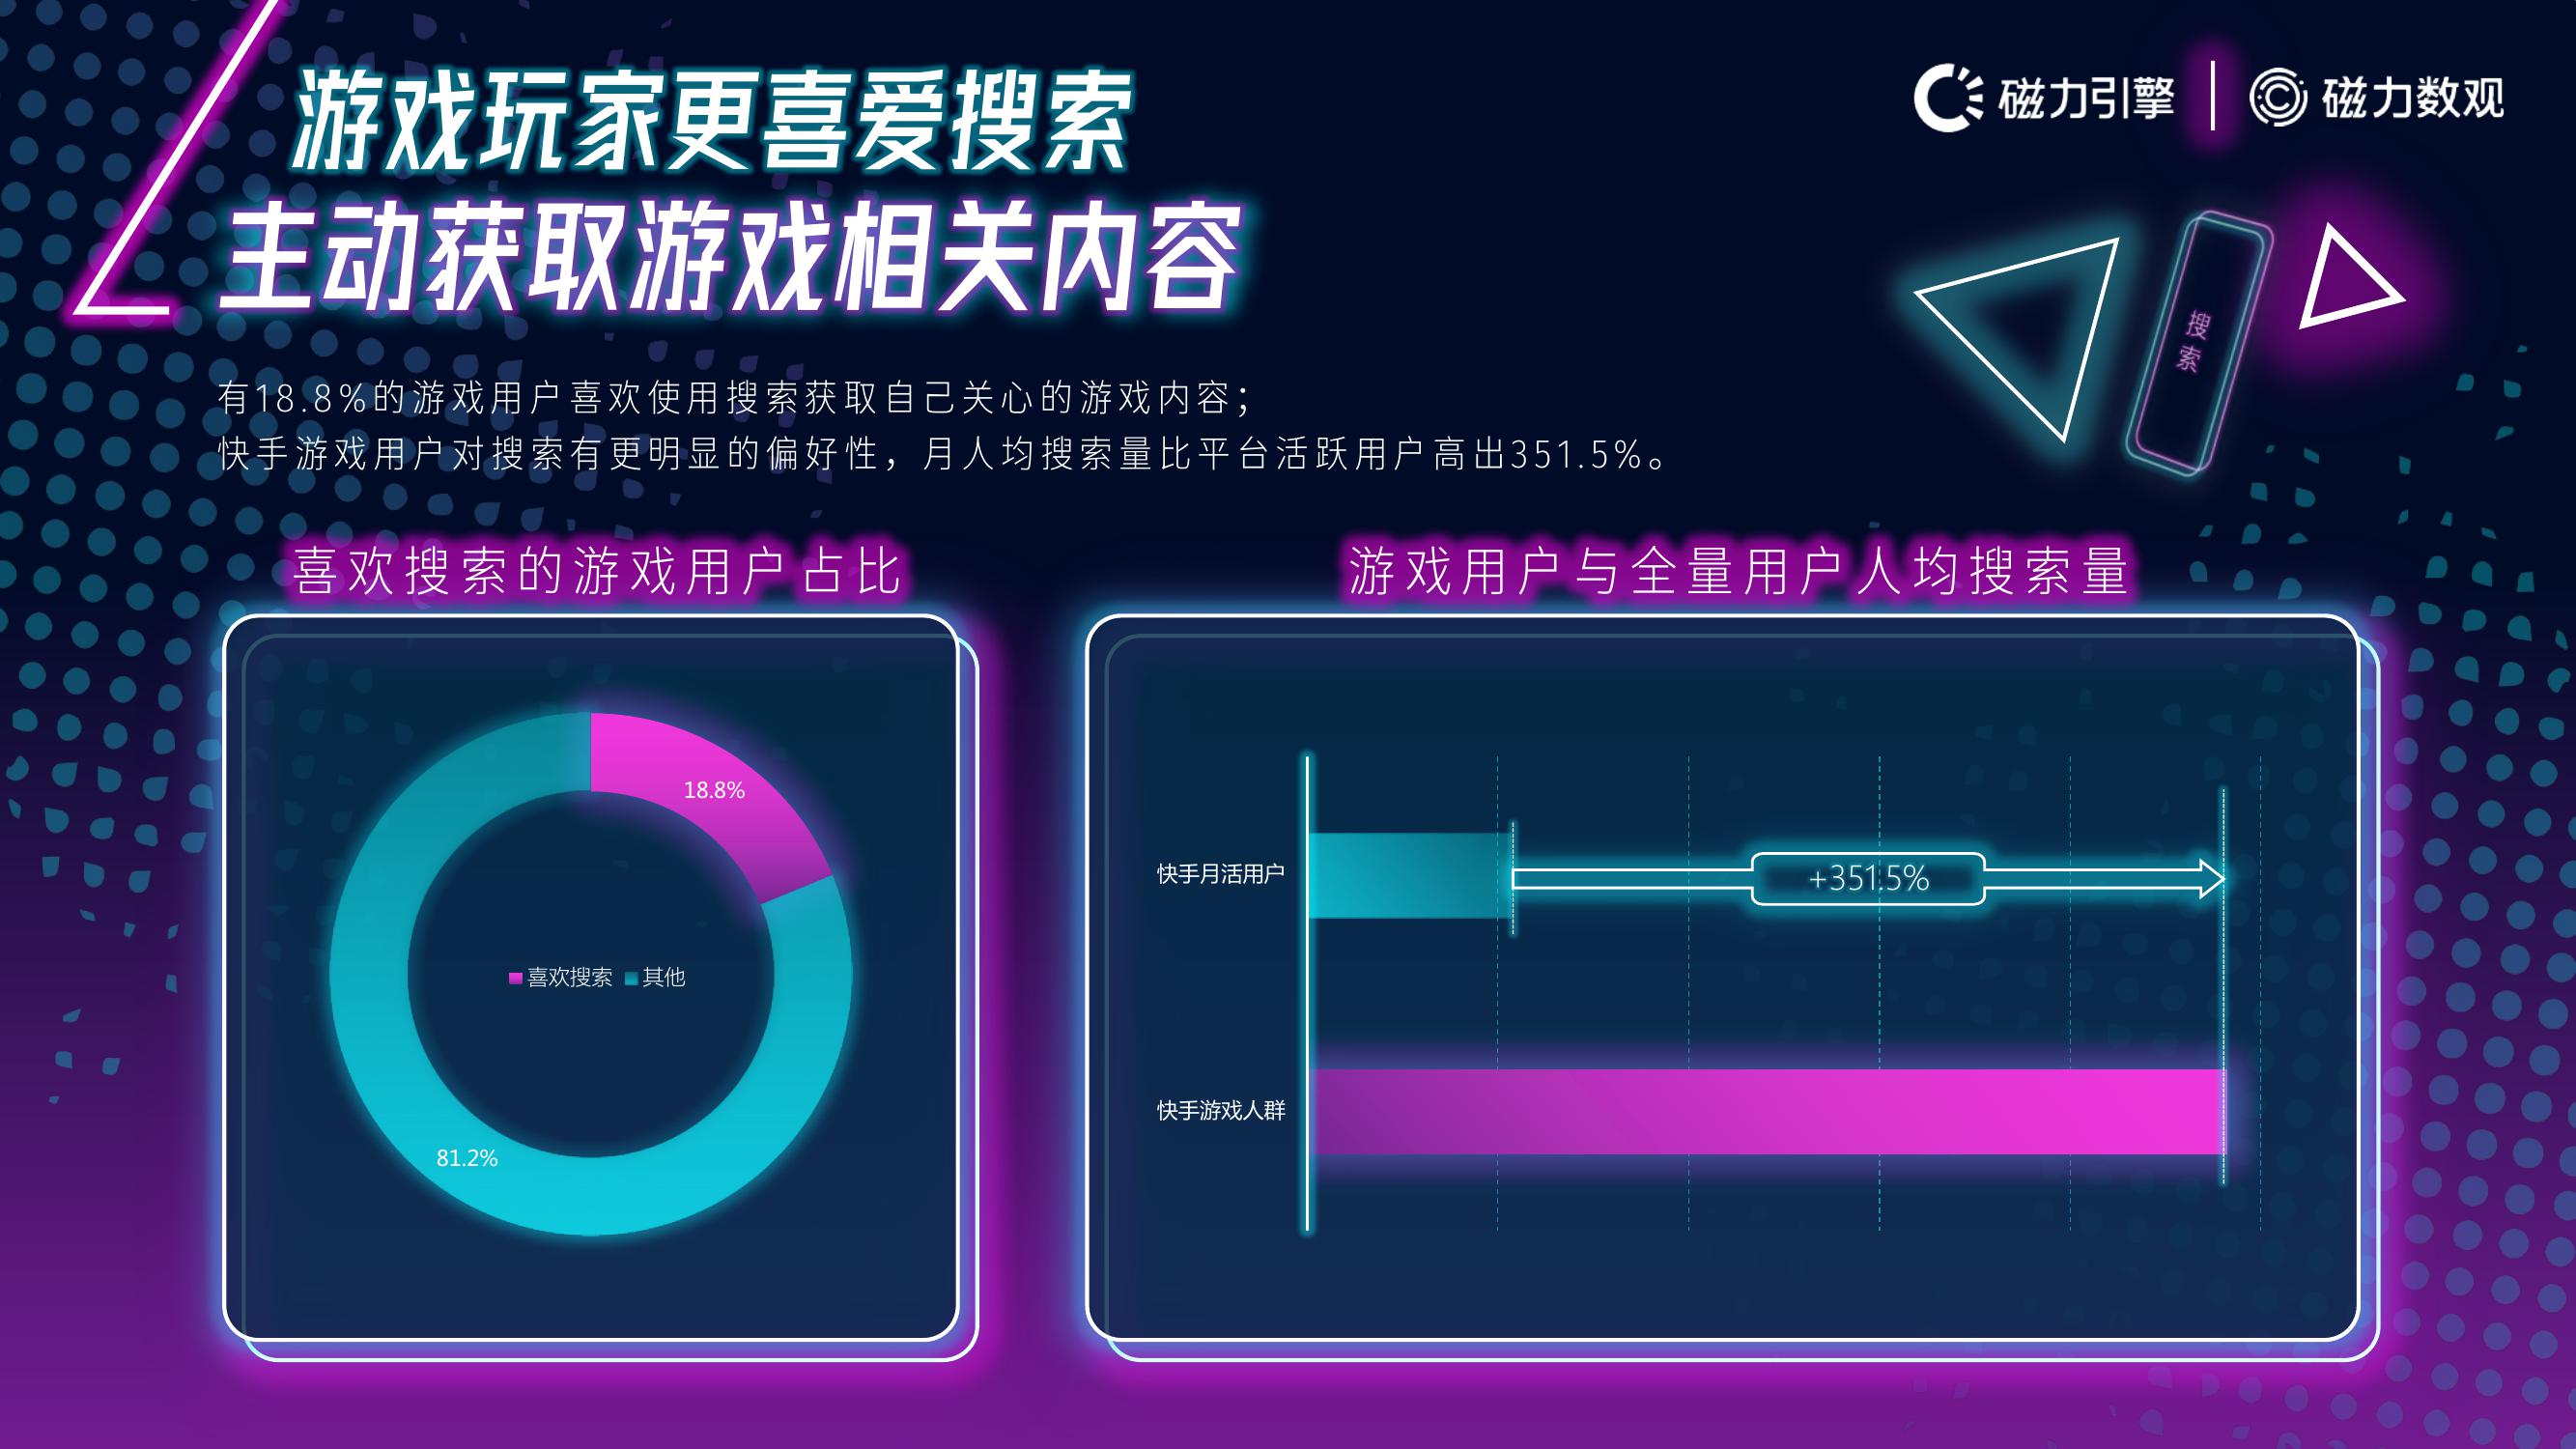 游戏玩家更喜爱搜索
主动获取游戏相关内容
磁力引擎
磁力数观
搜索
有18.8%的游戏用户喜欢使用搜索获取自己关心的游戏内容；
快手游戏用户对搜索有更明显的偏好性，月人均搜索量比平台活跃用户高出351.5%。
喜欢搜索的游戏用户占比
18.8%
喜欢搜索 其他
81.2%
游戏用户与全量用户人均搜索量
快手月活用户
+351.5%
快手游戏人群